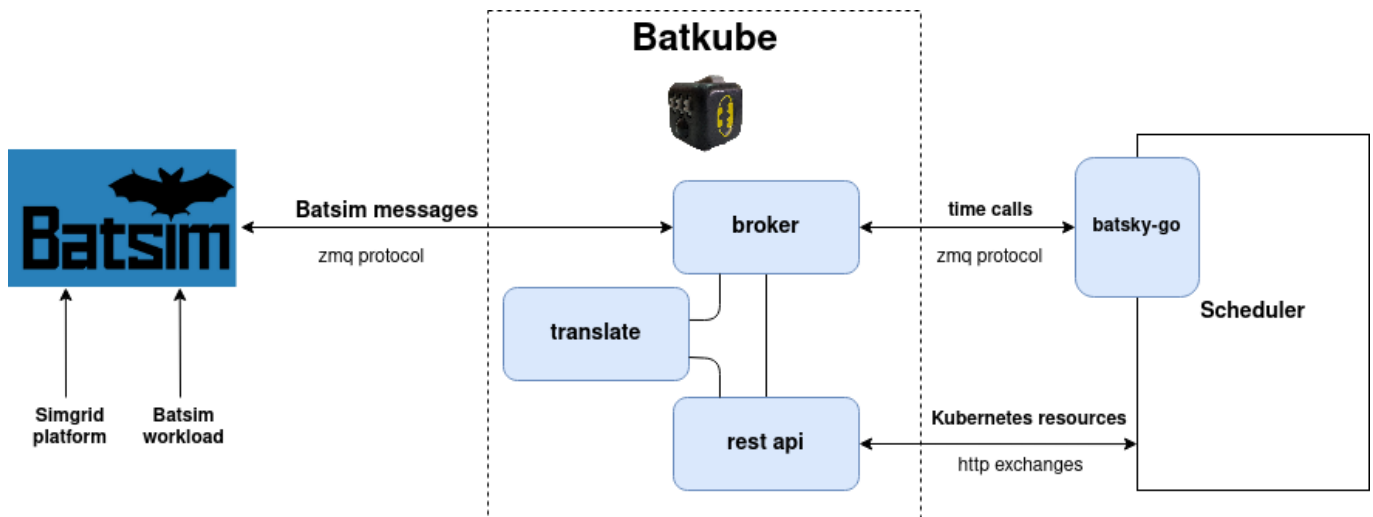 Batkube
Batsim
Batsim messages
zmq protocol
broker
time calls
zmq protocol
batsky-go
Scheduler
translate
Simgrid
platform
Batsim
workload
rest api
Kubernetes resources
http exchanges